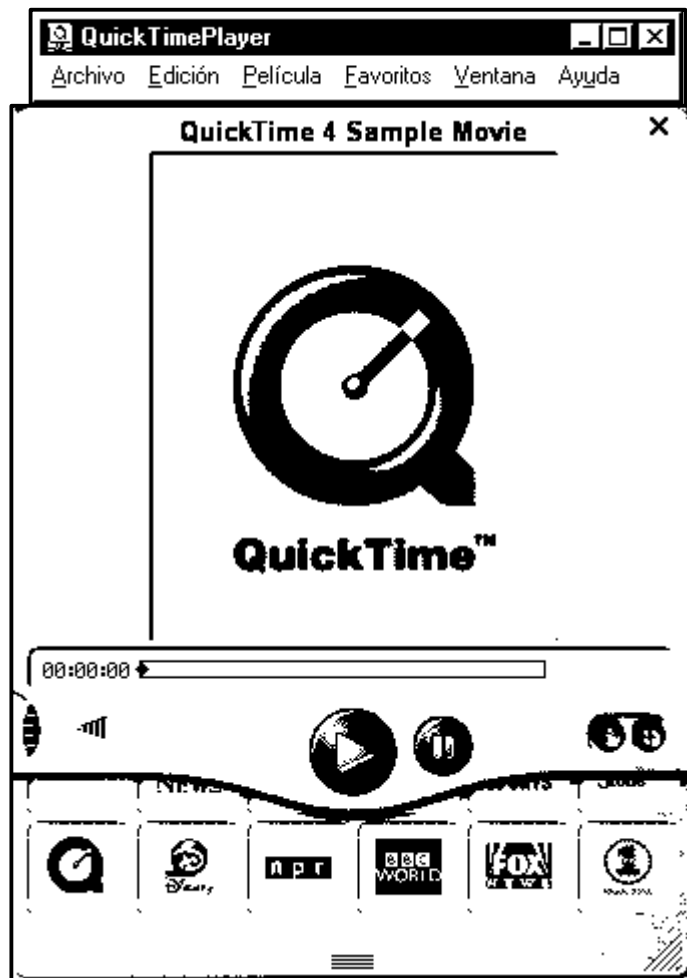 QuickTimePlayer
Archivo Edición Película Favoritos Ventana Ayuda
QuickTime 4 Sample Movie
QuickTime™
00:00:00
NEWS
Disney
npr
BBC WORLD
FOX NEWS